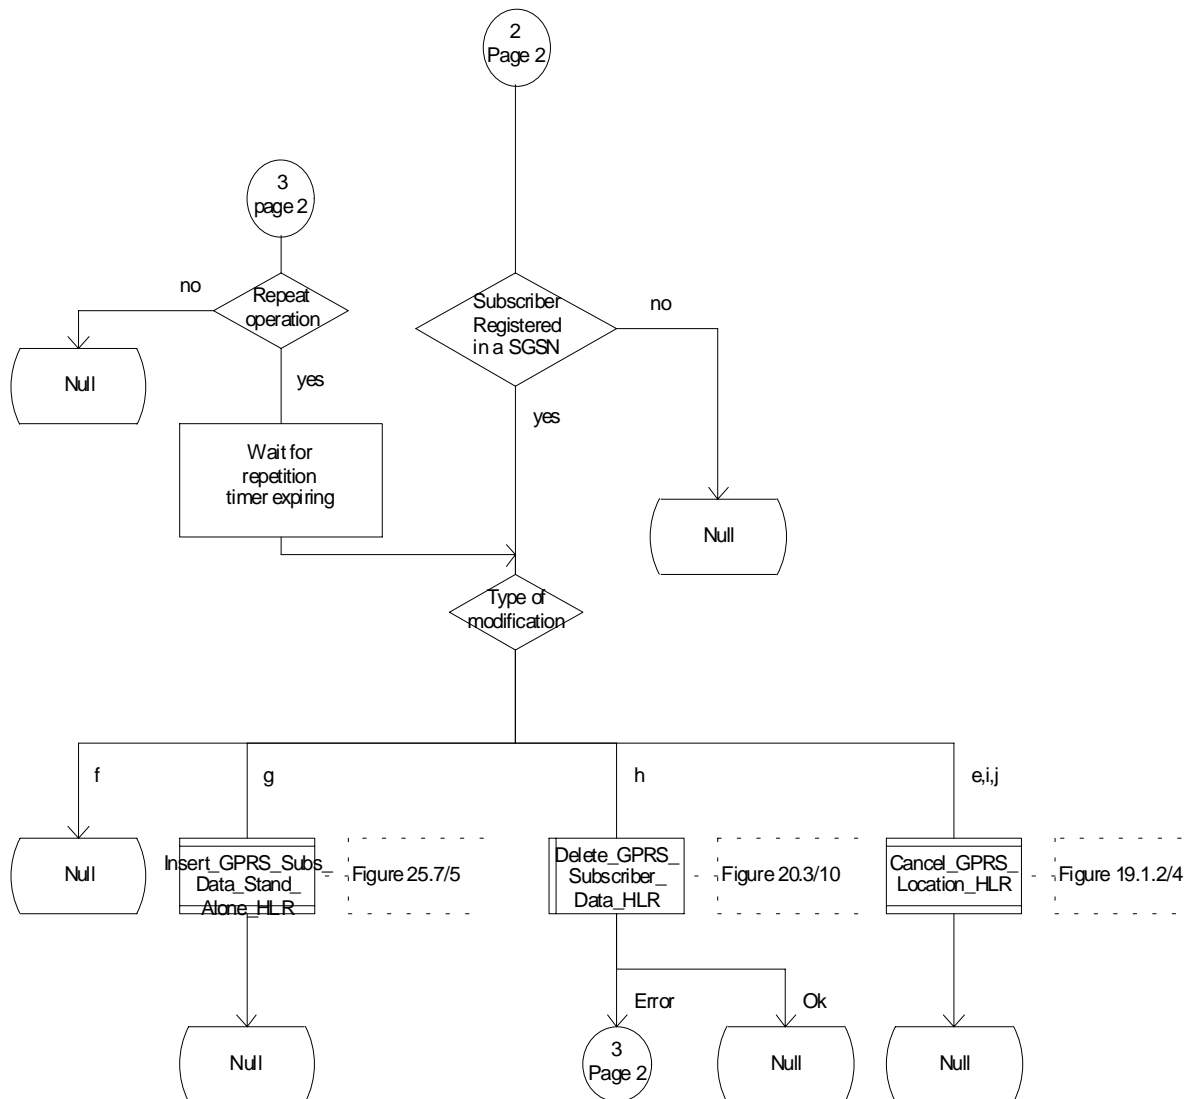 2
Page 2
3
page 2
no
Repeat
operation
Subscriber
Registered
in a SGSN
no
Null
yes
yes
Wait for
repetition
timer expiring
Null
Type of
modification
f
g
h
e,i,j
Null
Insert_GPRS_Subs_
Data_Stand_
Alone_HLR
Figure 25.7/5
Delete_GPRS_
Subscriber_
Data_HLR
Figure 20.3/10
Cancel_GPRS_
Location_HLR
Figure 19.1.2/4
Error
Ok
Null
3
Page 2
Null
Null